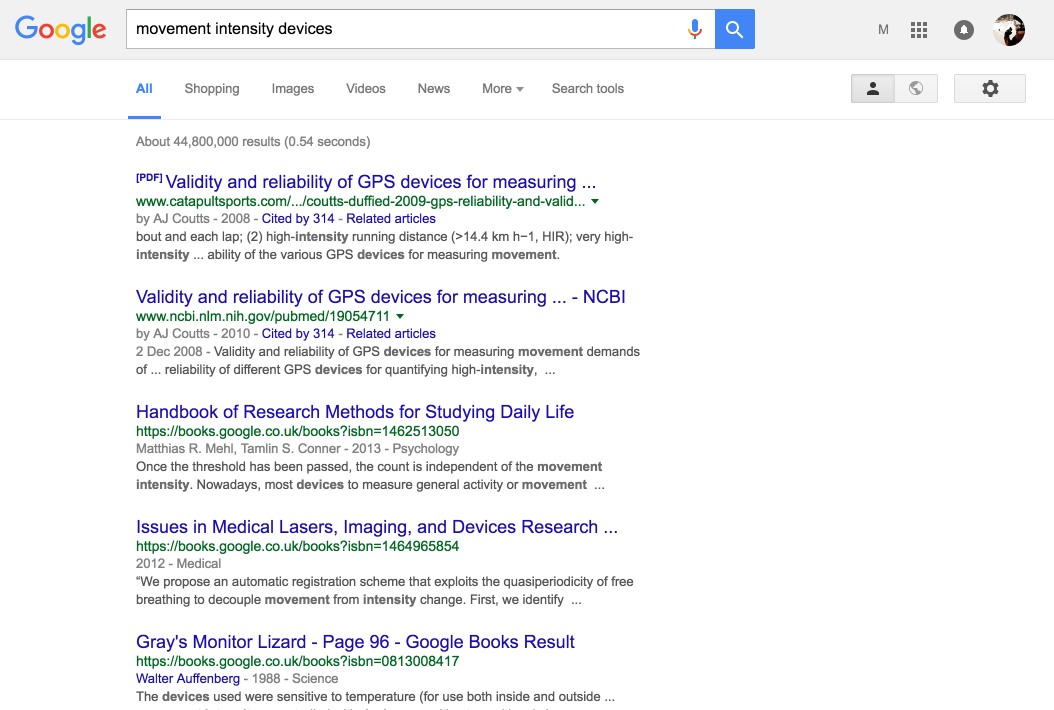 Google
movement intensity devices
M
All Shopping Images Videos News More Search tools
About 44,800,000 results (0.54 seconds)
[PDF] Validity and reliability of GPS devices for measuring ...
www.catapultsports.com/.../coutts-duffied-2009-gps-reliability-and-valid...
by AJ Coutts - 2008 - Cited by 314 - Related articles
bout and each lap; (2) high-intensity running distance (>14.4 km h−1, HIR); very high-
intensity ... ability of the various GPS devices for measuring movement.
Validity and reliability of GPS devices for measuring ... - NCBI
www.ncbi.nlm.nih.gov/pubmed/19054711
by AJ Coutts - 2010 - Cited by 314 - Related articles
2 Dec 2008 - Validity and reliability of GPS devices for measuring movement demands
of ... reliability of different GPS devices for quantifying high-intensity, ...
Handbook of Research Methods for Studying Daily Life
https://books.google.co.uk/books?isbn=1462513050
Matthias R. Mehl, Tamlin S. Conner - 2013 - Psychology
Once the threshold has been passed, the count is independent of the movement
intensity. Nowadays, most devices to measure general activity or movement ...
Issues in Medical Lasers, Imaging, and Devices Research ...
https://books.google.co.uk/books?isbn=1464965854
2012 - Medical
“We propose an automatic registration scheme that exploits the quasiperiodicity of free
breathing to decouple movement from intensity change. First, we identify ...
Gray's Monitor Lizard - Page 96 - Google Books Result
https://books.google.co.uk/books?isbn=0813008417
Walter Auffenberg - 1988 - Science
The devices used were sensitive to temperature (for use both inside and outside ...